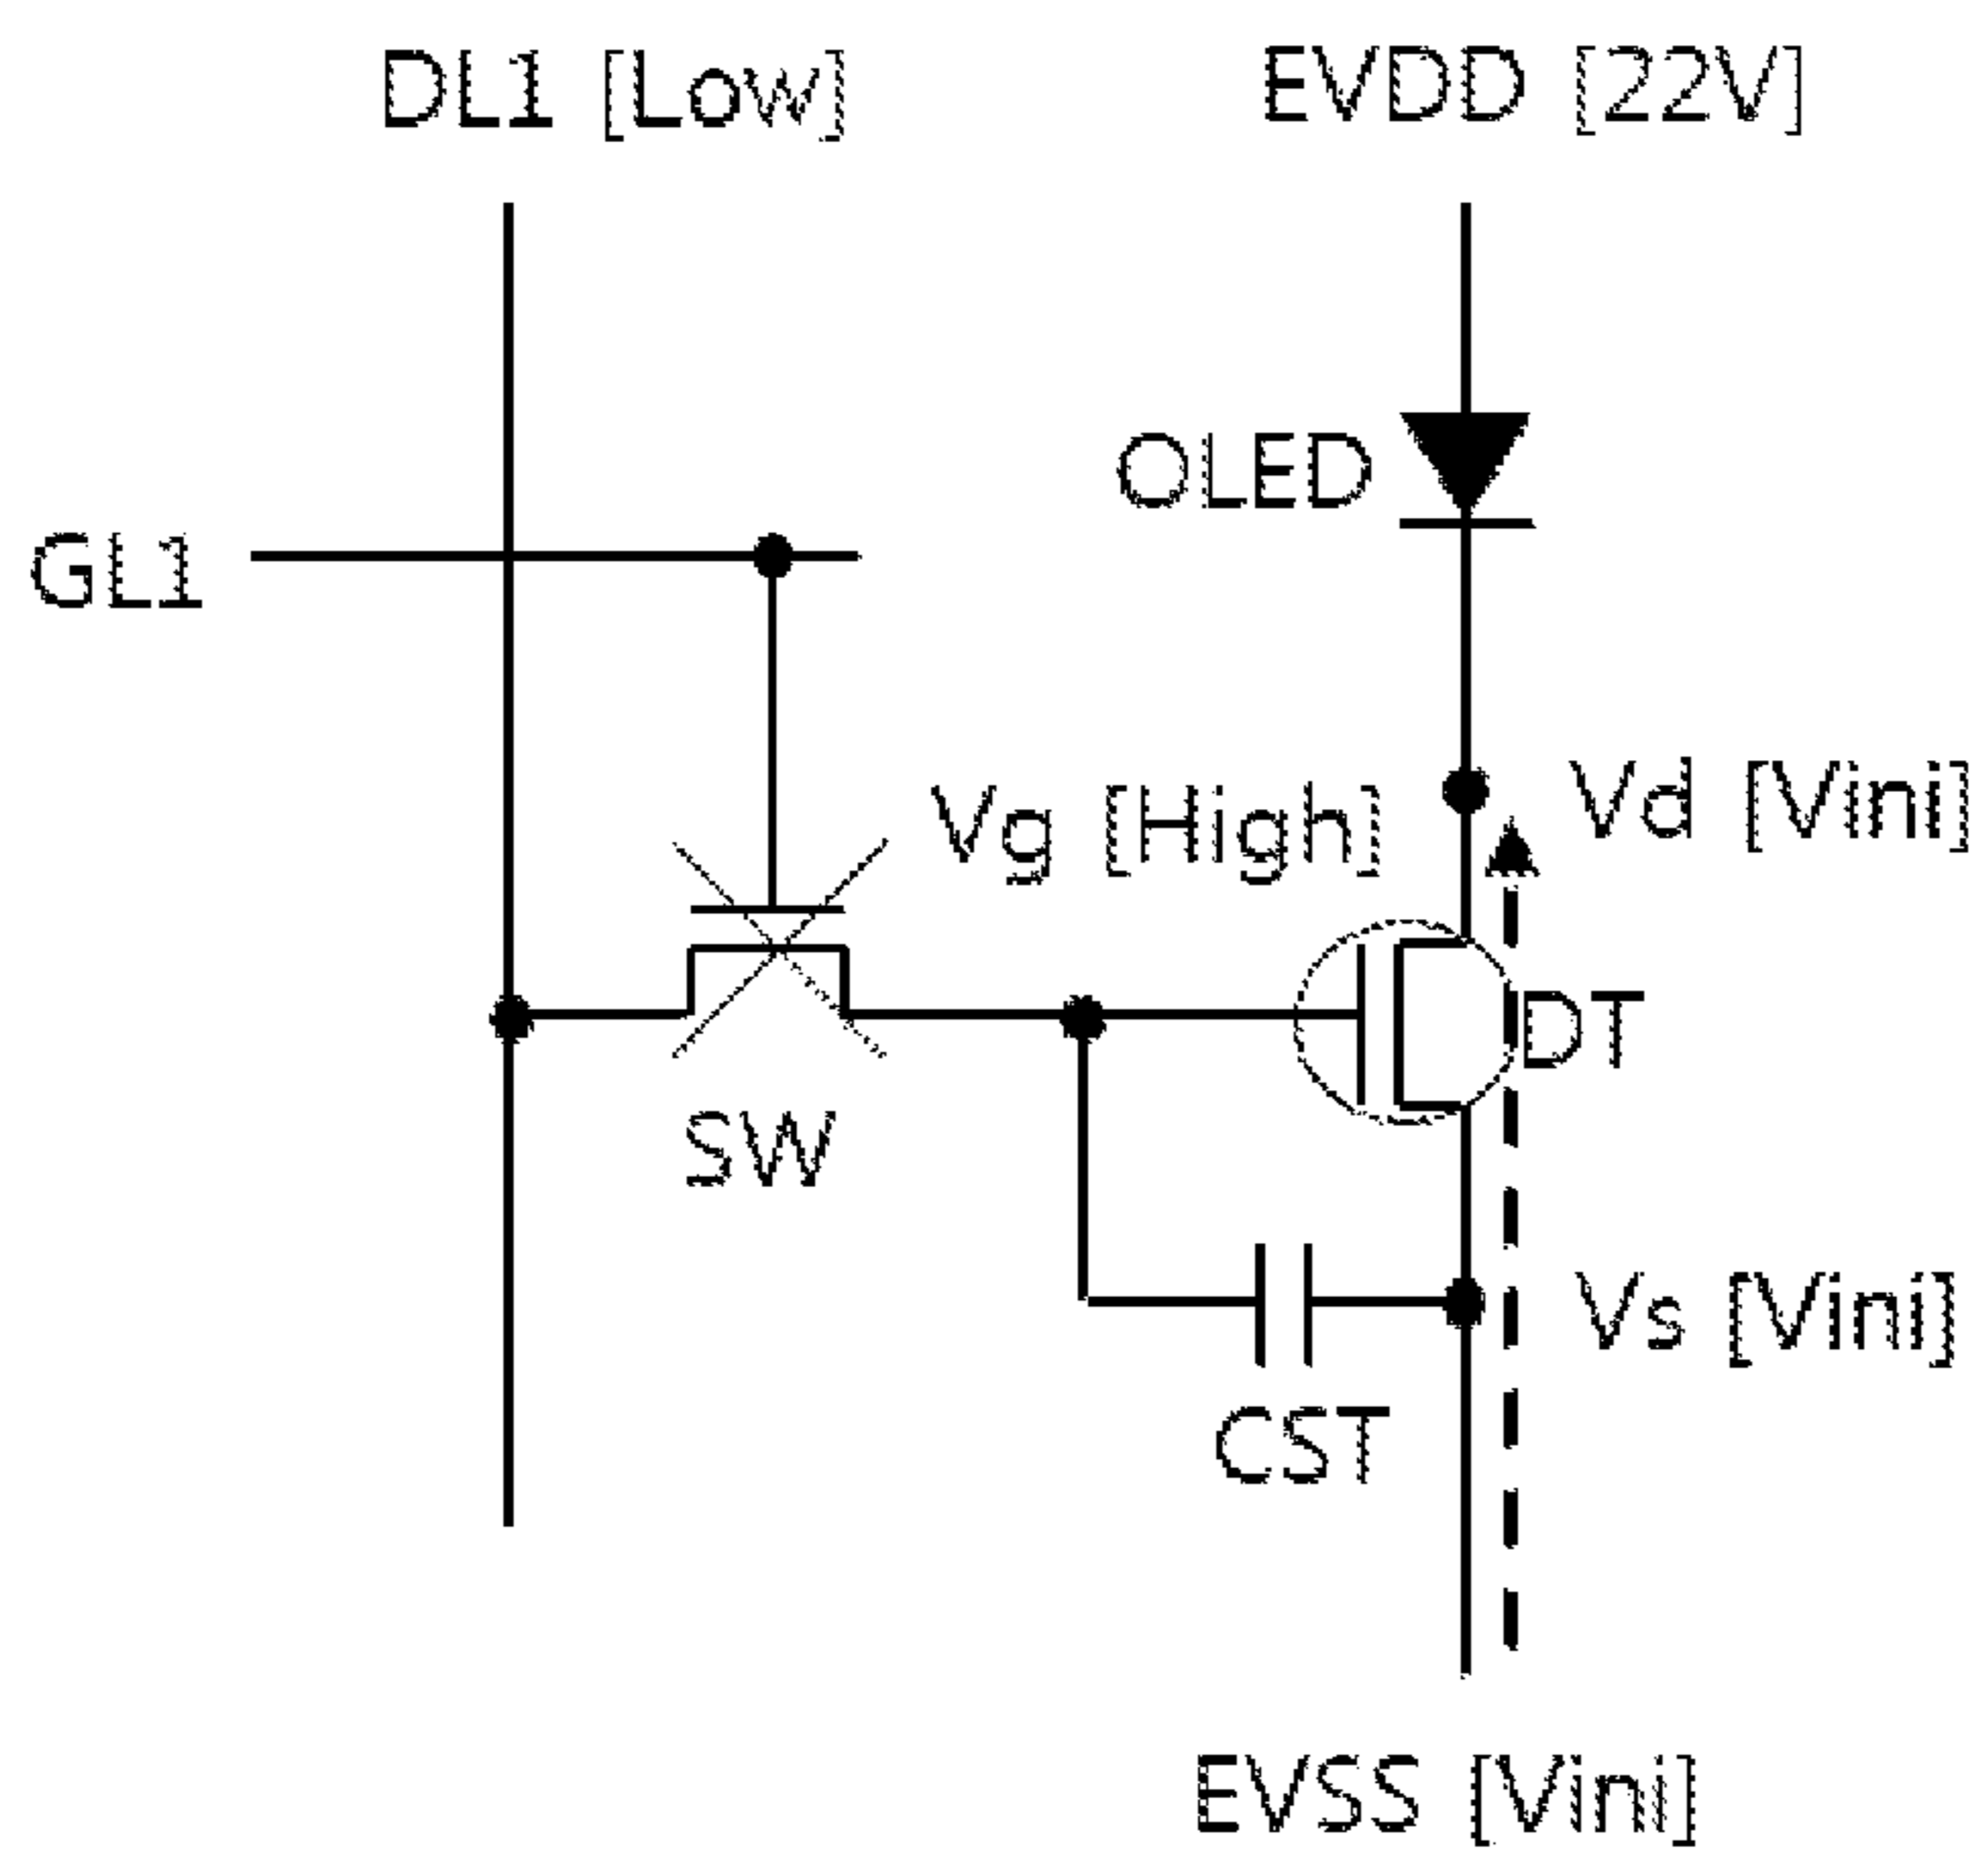 DL1 [Low]
EVDD [22V]
OLED
GL1
Vg [High]
Vd [Vini]
DT
SW
Vs [Vini]
CST
EVSS [Vini]